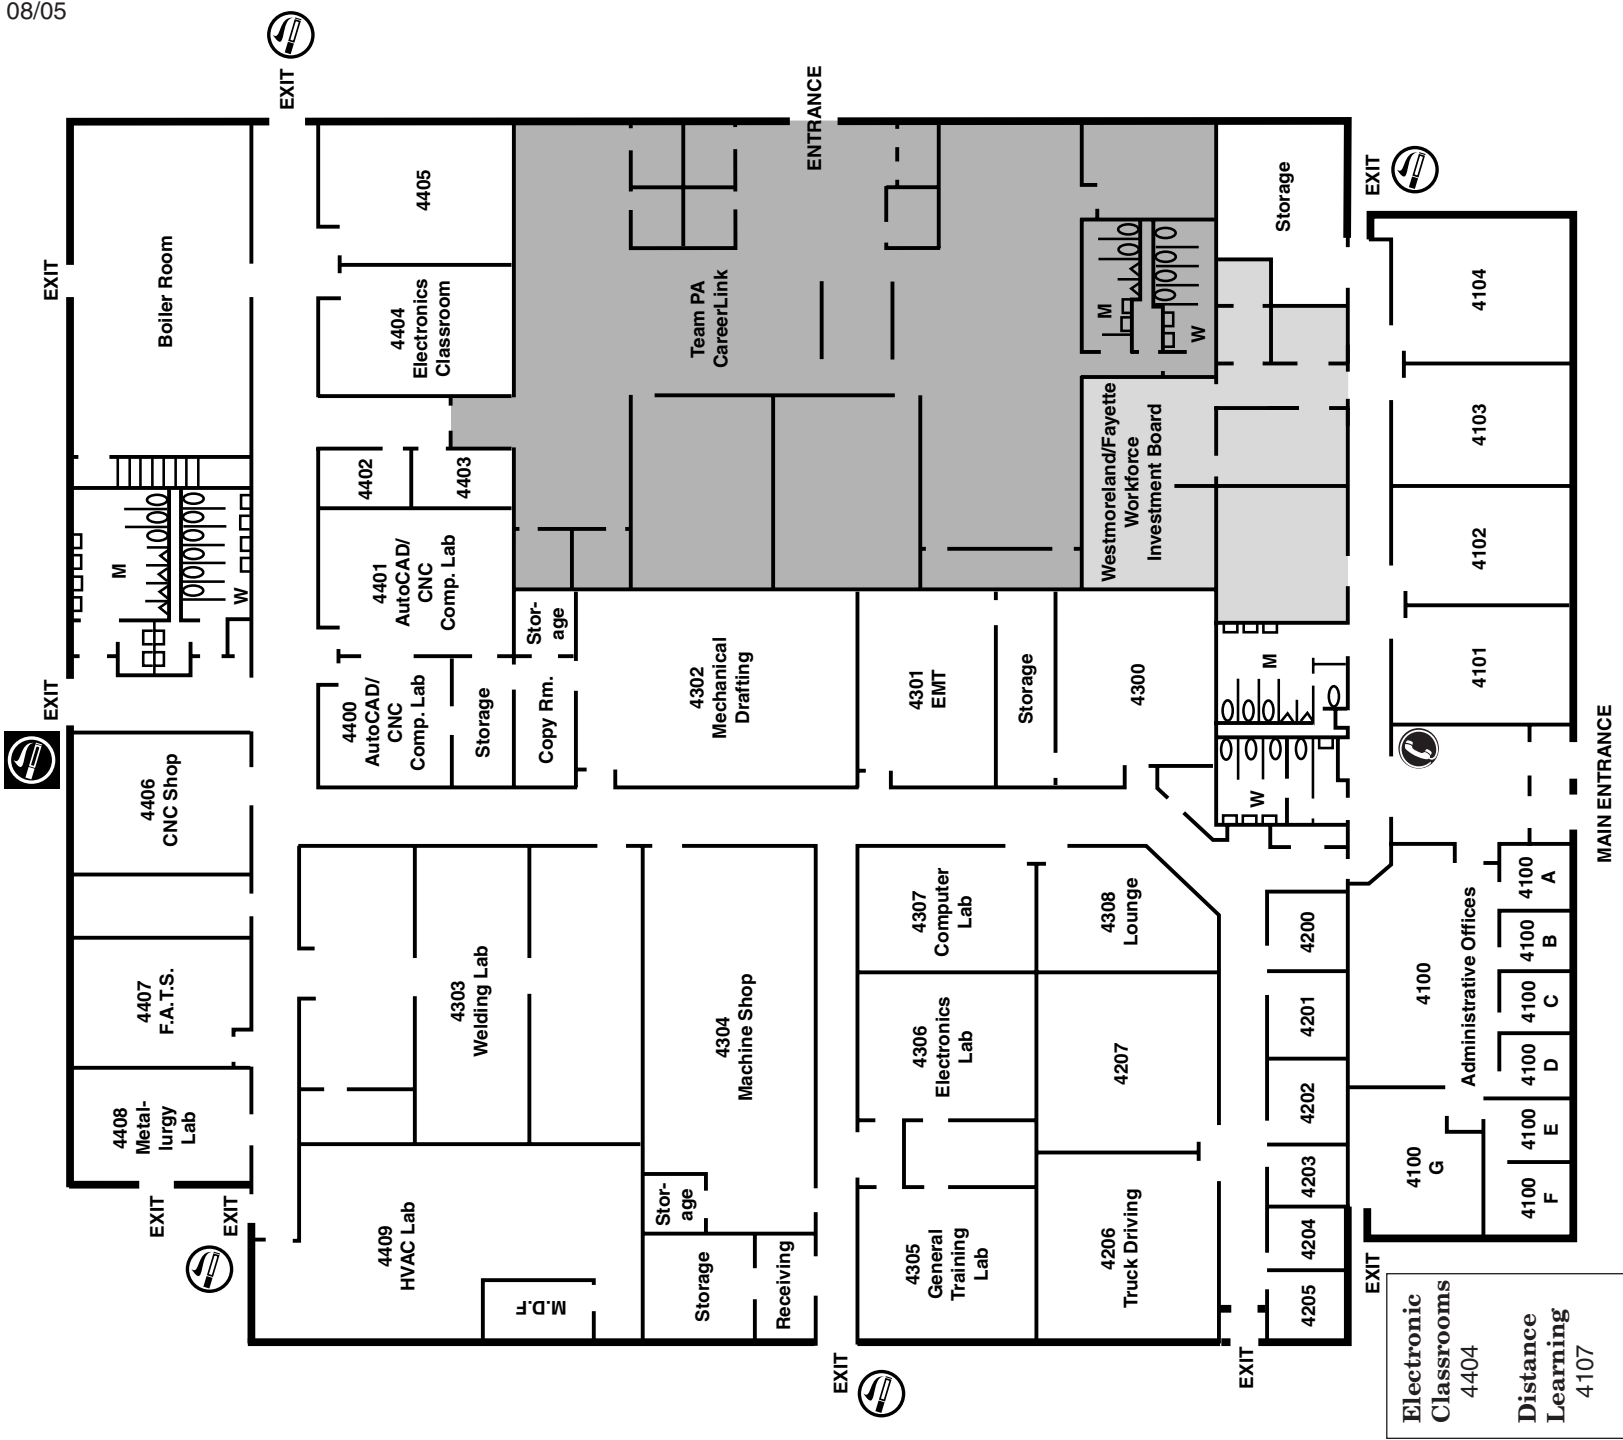 08/05
EXIT
EXIT
Boiler Room
4405
4404
Electronics
Classroom
4402
4403
M
W
4401
AutoCAD/
CNC
Comp. Lab
4400
AutoCAD/
CNC
Comp. Lab
Storage
Stor-
age
Copy Rm.
EXIT
4406
CNC Shop
4407
F.A.T.S.
4408
Metal-
lurgy
Lab
EXIT
EXIT
ENTRANCE
Team PA
CareerLink
M
W
Westmoreland/Fayette
Workforce
Investment Board
Storage
EXIT
4302
Mechanical
Drafting
4301
EMT
Storage
4300
M
W
4303
Welding Lab
4304
Machine Shop
4409
HVAC Lab
M.D.F
Stor-
age
Storage
Receiving
EXIT
4307
Computer
Lab
4308
Lounge
4306
Electronics
Lab
4207
4305
General
Training
Lab
4206
Truck Driving
EXIT
4200
4201
4202
4203
4204
4205
4104
4103
4102
4101
MAIN ENTRANCE
4100
Administrative Offices
4100
A
4100
B
4100
C
4100
D
4100
E
4100
F
4100
G
EXIT
Electronic
Classrooms
4404
Distance
Learning
4107